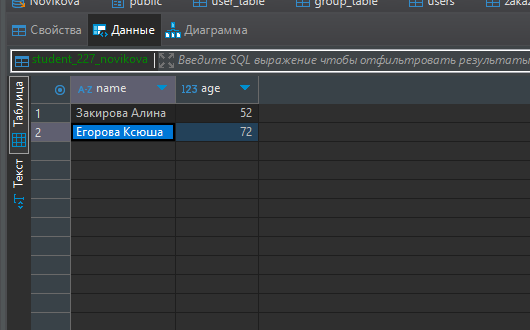 Novikova public user_table group_table users
Свойства Данные Диаграмма
student_227_novikova Введите SQL выражение чтобы отфильтровать результаты
Таблица
Текст
A-Z name 123 age
1 Закирова Алина 52
2 Егорова Ксюша 72